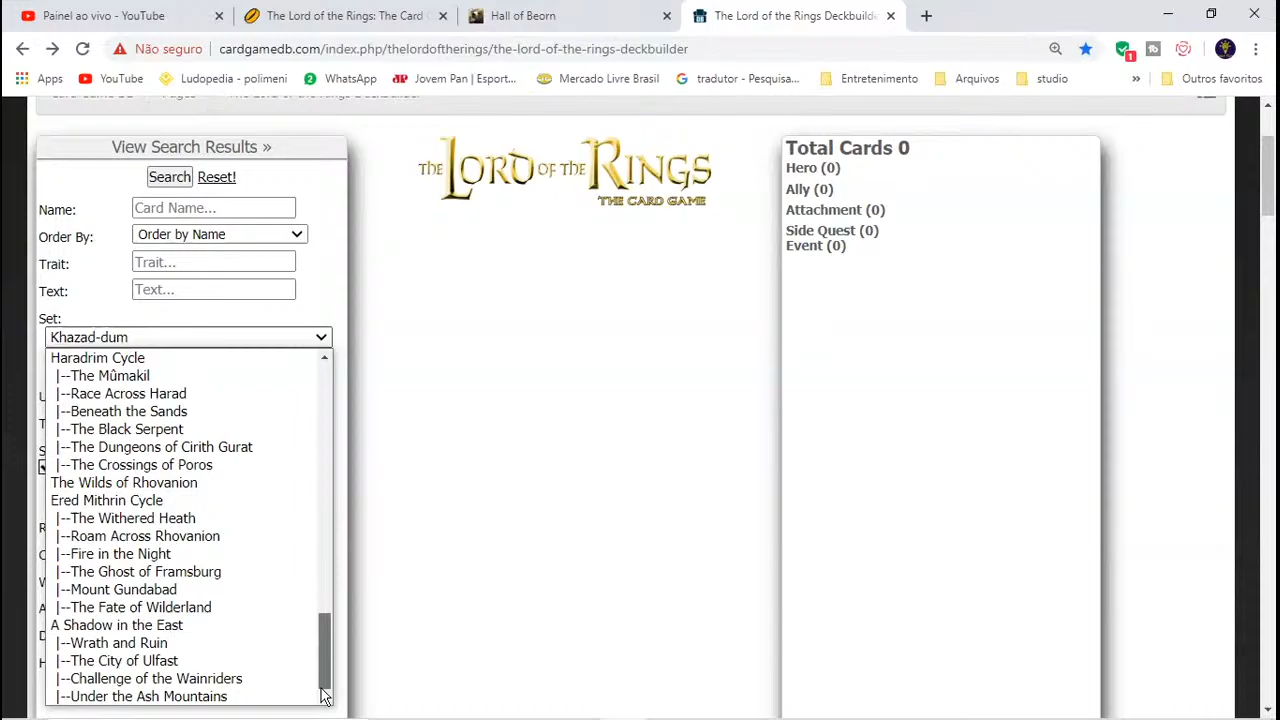 Painel ao vivo - YouTube
The Lord of the Rings: The Card
Hall of Beorn
The Lord of the Rings Deckbuilde
Não seguro
cardgamedb.com/index.php/thelordoftherings/the-lord-of-the-rings-deckbuilder
1
Apps
YouTube
Ludopedia - polimeni
2
WhatsApp
JP
Jovem Pan | Esport...
Mercado Livre Brasil
G
tradutor - Pesquisa...
Entretenimento
Arquivos
studio
»
Outros favoritos
View Search Results »
Search Reset!
Name:
Card Name...
Order By:
Order by Name
Trait:
Trait...
Text:
Text...
Set:
Khazad-dum
Haradrim Cycle
|--The Mûmakil
|--Race Across Harad
|--Beneath the Sands
|--The Black Serpent
|--The Dungeons of Cirith Gurat
|--The Crossings of Poros
The Wilds of Rhovanion
Ered Mithrin Cycle
|--The Withered Heath
|--Roam Across Rhovanion
|--Fire in the Night
|--The Ghost of Framsburg
|--Mount Gundabad
|--The Fate of Wilderland
A Shadow in the East
|--Wrath and Ruin
|--The City of Ulfast
|--Challenge of the Wainriders
|--Under the Ash Mountains
THE LORD OF THE RINGS
THE CARD GAME
Total Cards 0
Hero (0)
Ally (0)
Attachment (0)
Side Quest (0)
Event (0)